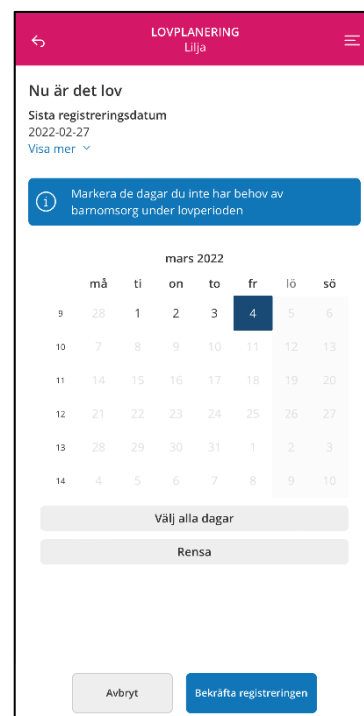 LOVPLANERING
Lilja
Nu är det lov
Sista registreringsdatum
2022-02-27
Visa mer
Markera de dagar du inte har behov av
barnomsorg under lovperioden
mars 2022
må ti on to fr lö sö
9 28 1 2 3 4 5 6
10 7 8 9 10 11 12 13
11 14 15 16 17 18 19 20
12 21 22 23 24 25 26 27
13 28 29 30 31 1 2 3
14 4 5 6 7 8 9 10
Välj alla dagar
Rensa
Avbryt Bekräfta registreringen